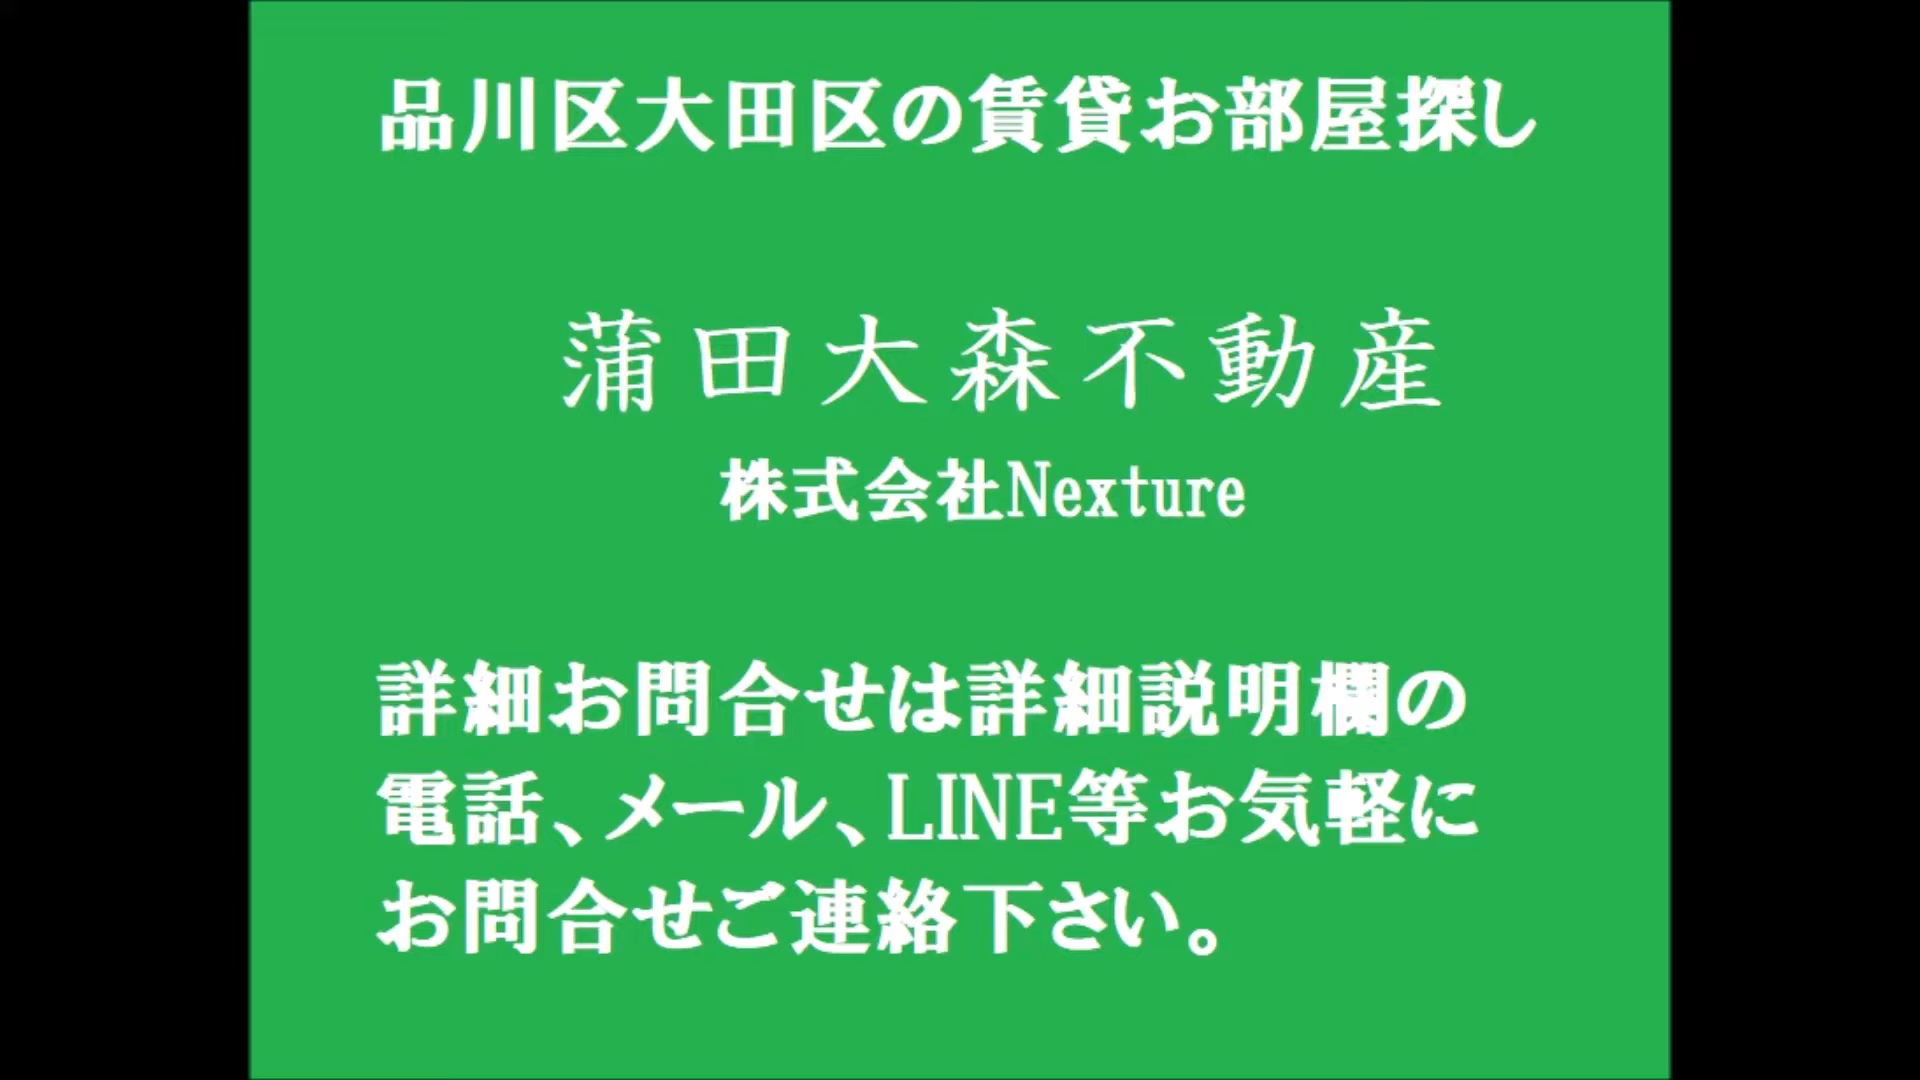 品川区大田区の賃貸お部屋探し
蒲田大森不動産
株式会社Nexture
詳細お問合せは詳細説明欄の
電話、メール、LINE等お気軽に
お問合せご連絡下さい。